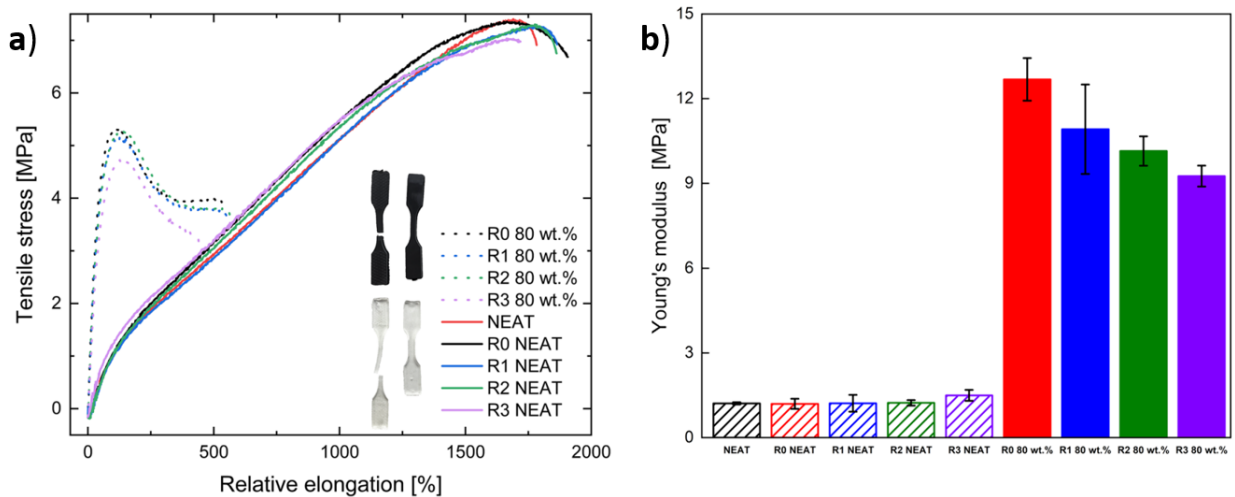 a)
Tensile stress [MPa]
6
4
2
0
R0 80 wt.%
R1 80 wt.%
R2 80 wt.%
R3 80 wt.%
NEAT
R0 NEAT
R1 NEAT
R2 NEAT
R3 NEAT
0 500 1000 1500 2000
Relative elongation [%]
b)
Young's modulus [MPa]
15
12
9
6
3
0
NEAT R0 NEAT R1 NEAT R2 NEAT R3 NEAT R0 80 wt.% R1 80 wt.% R2 80 wt.% R3 80 wt.%